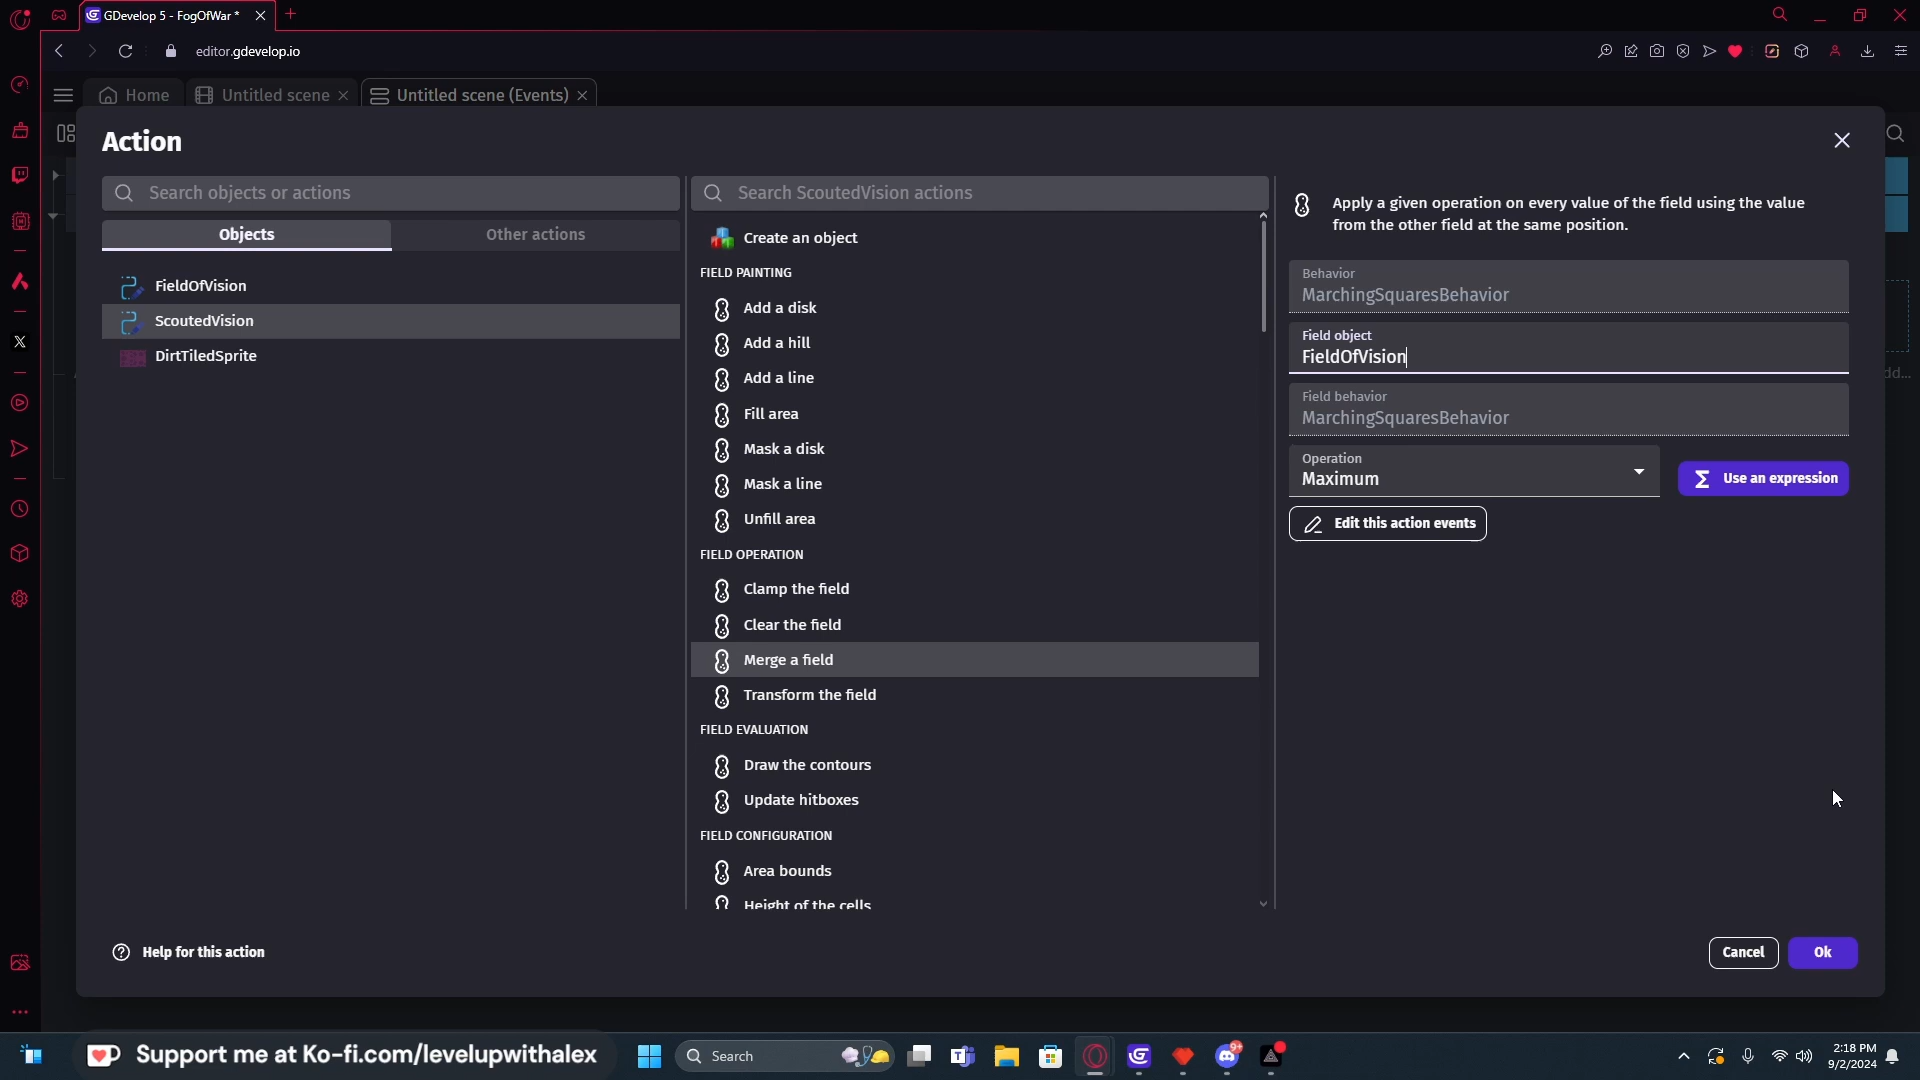 GDevelop 5 - FogOfWar *
editor.gdevelop.io
Home
Untitled scene
Untitled scene (Events)
Action
Search objects or actions
Objects
Other actions
FieldOfVision
ScoutedVision
DirtTiledSprite
Search ScoutedVision actions
Create an object
FIELD PAINTING
Add a disk
Add a hill
Add a line
Fill area
Mask a disk
Mask a line
Unfill area
FIELD OPERATION
Clamp the field
Clear the field
Merge a field
Transform the field
FIELD EVALUATION
Draw the contours
Update hitboxes
FIELD CONFIGURATION
Area bounds
Height of the cells
Apply a given operation on every value of the field using the value
from the other field at the same position.
Behavior
MarchingSquaresBehavior
Field object
FieldOfVision
Field behavior
MarchingSquaresBehavior
Operation
Maximum
Use an expression
Edit this action events
dd...
Help for this action
Cancel
Ok
Support me at Ko-fi.com/levelupwithalex
Search
9+
2:18 PM
9/2/2024